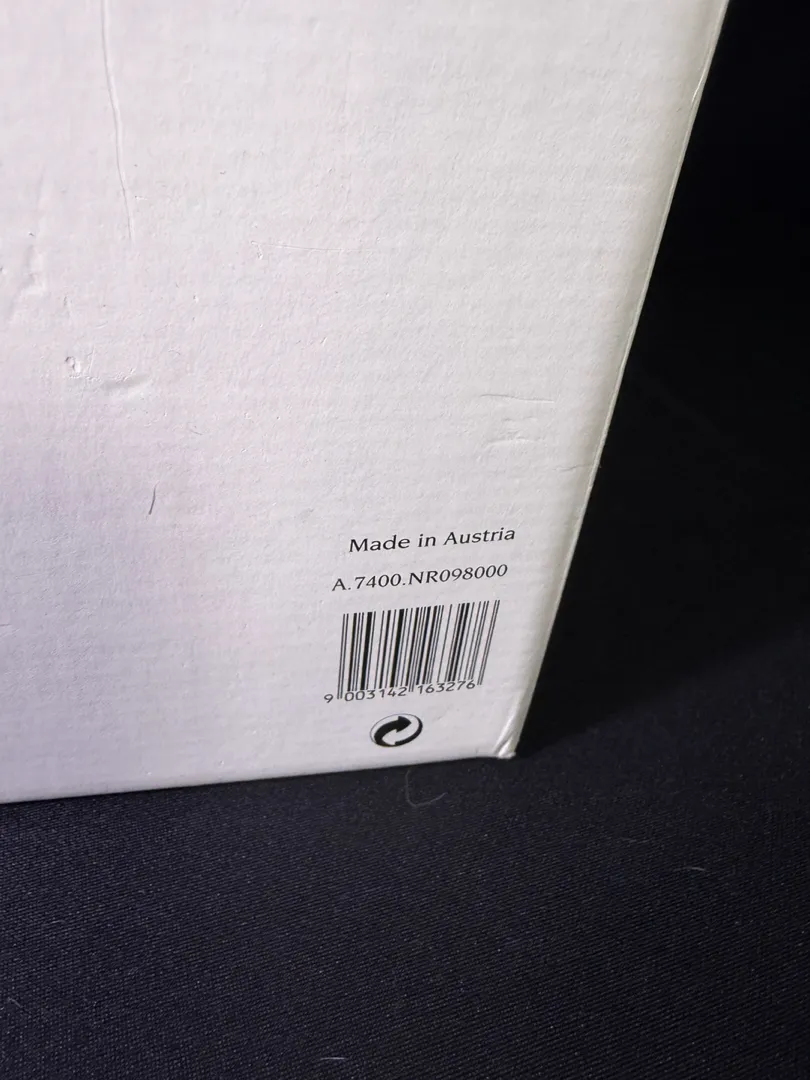 Made in Austria
A.7400.NR098000
9 003142 163276